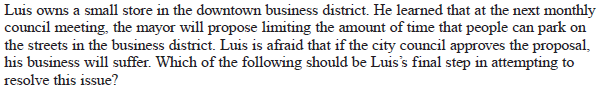 Luis owns a small store in the downtown business district. He learned that at the next monthly
council meeting, the mayor will propose limiting the amount of time that people can park on
the streets in the business district. Luis is afraid that if the city council approves the proposal,
his business will suffer. Which of the following should be Luis's final step in attempting to
resolve this issue?